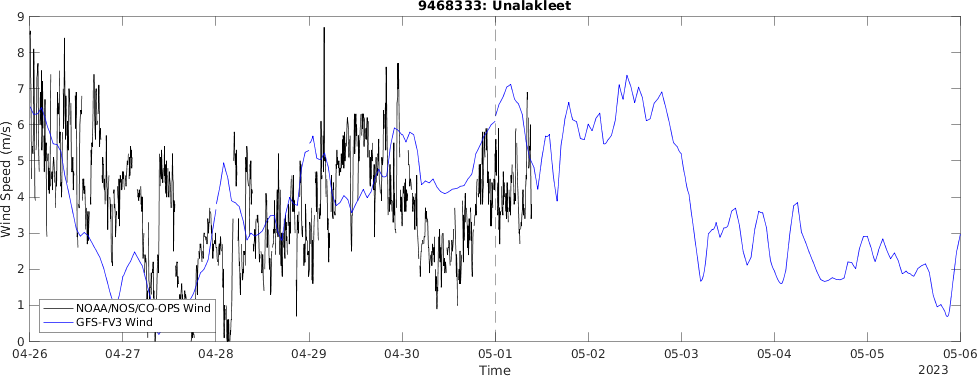 9468333: Unalakleet
Wind Speed (m/s)
9
8
7
6
5
4
3
2
1
0
NOAA/NOS/CO-OPS Wind
GFS-FV3 Wind
04-26 04-27 04-28 04-29 04-30 05-01 05-02 05-03 05-04 05-05 05-06
Time
2023